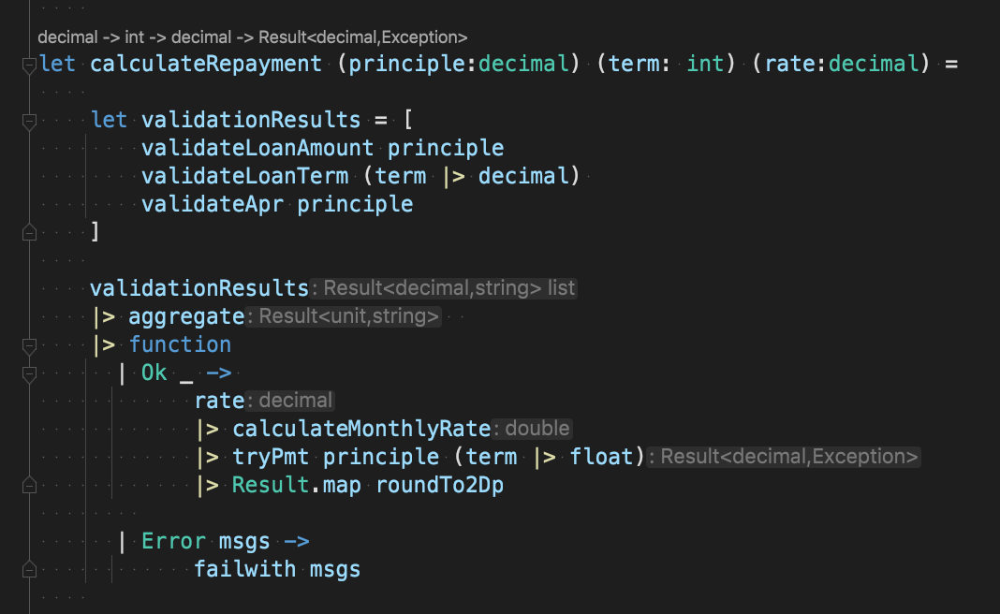 decimal -> int -> decimal -> Result<decimal,Exception>
let calculateRepayment (principle:decimal) (term: int) (rate:decimal) =
let validationResults = [
validateLoanAmount principle
validateLoanTerm (term |> decimal)
validateApr principle
]
validationResults : Result<decimal,string> list
|> aggregate : Result<unit,string>
|> function
| Ok _ ->
rate : decimal
|> calculateMonthlyRate : double
|> tryPmt principle (term |> float) : Result<decimal,Exception>
|> Result.map roundTo2Dp
| Error msgs ->
failwith msgs